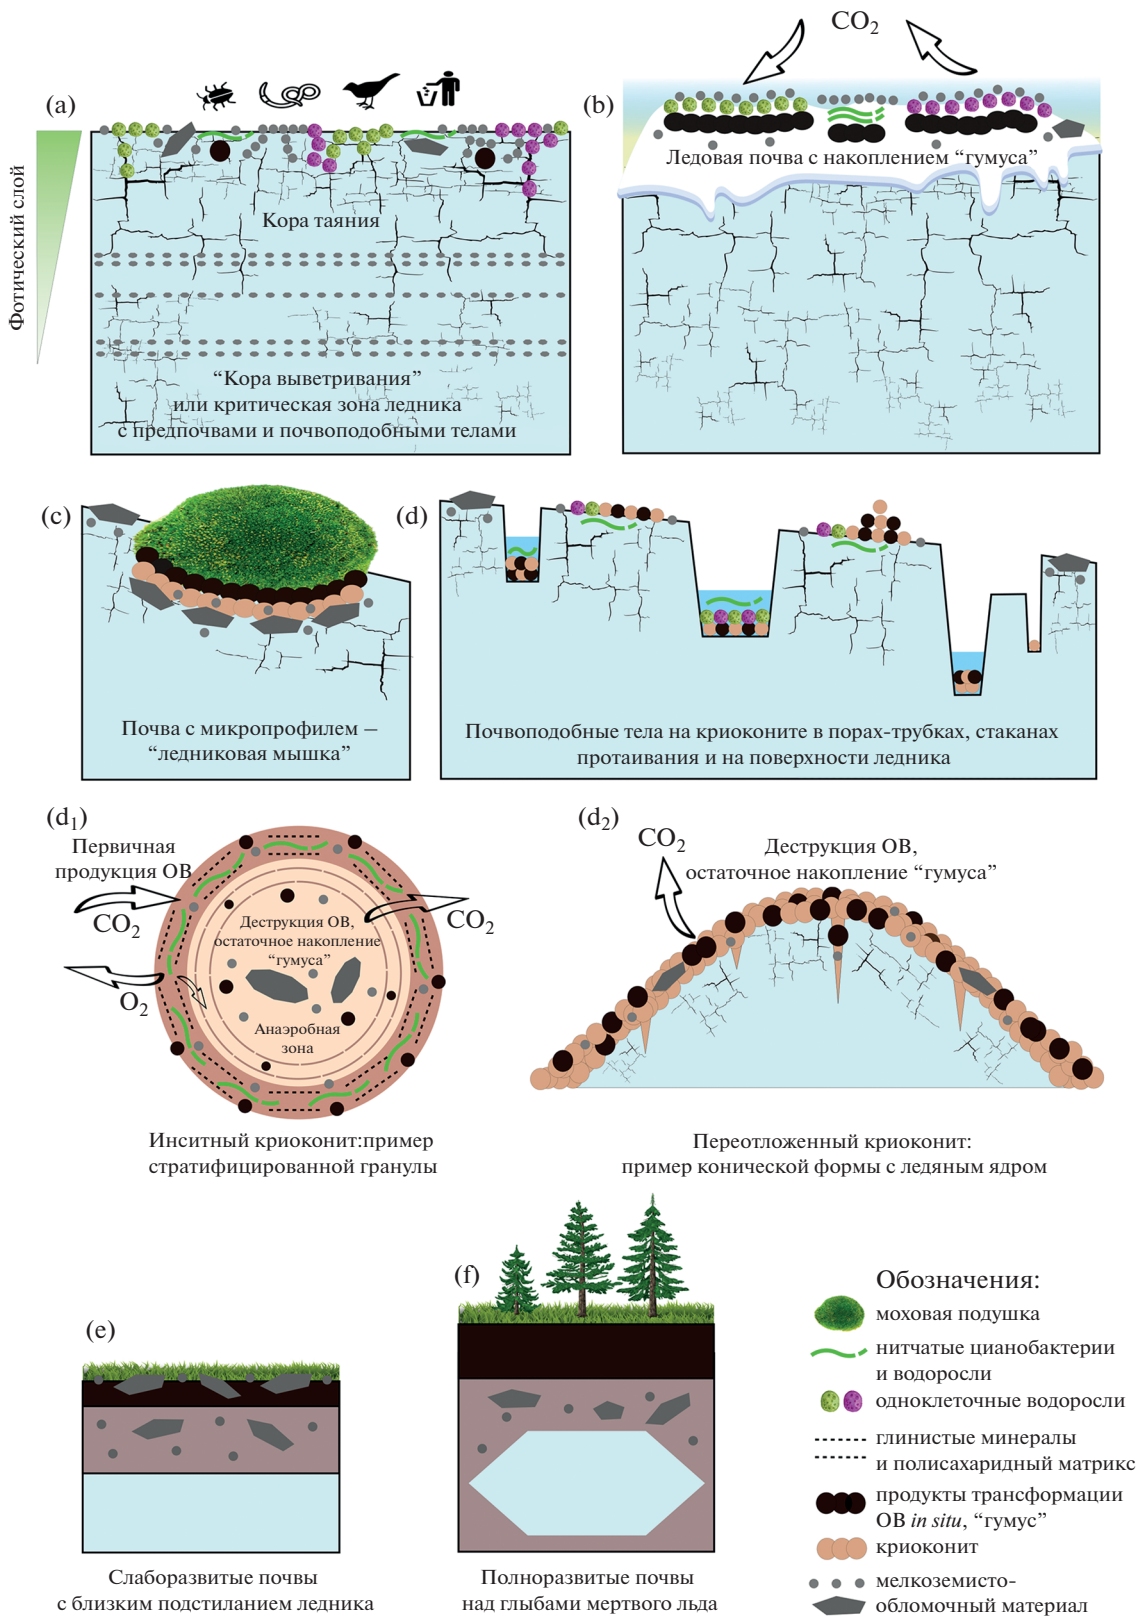 CO2
(a)
(b)
Фотический слой
Ледовая почва с накоплением “гумуса”
Кора таяния
“Кора выветривания”
или критическая зона ледника
с предпочвами и почвоподобными телами
(c)
(d)
Почва с микропрофилем –
“ледниковая мышка”
Почвоподобные тела на криоконите в порах-трубках, стаканах
протаивания и на поверхности ледника
(d1)
Первичная
продукция ОВ
CO2
O2
CO2
Деструкция ОВ,
остаточное накопление
“гумуса”
Анаэробная
зона
Инситный криоконит:пример
стратифицированной гранулы
(d2)
CO2
Деструкция ОВ,
остаточное накопление “гумуса”
Переотложенный криоконит:
пример конической формы с ледяным ядром
(e)
Слаборазвитые почвы
с близким подстиланием ледника
(f)
Полноразвитые почвы
над глыбами мертвого льда
Обозначения:
моховая подушка
нитчатые цианобактерии
и водоросли
одноклеточные водоросли
глинистые минералы
и полисахаридный матрикс
продукты трансформации
ОВ in situ, “гумус”
криоконит
мелкоземисто-
обломочный материал